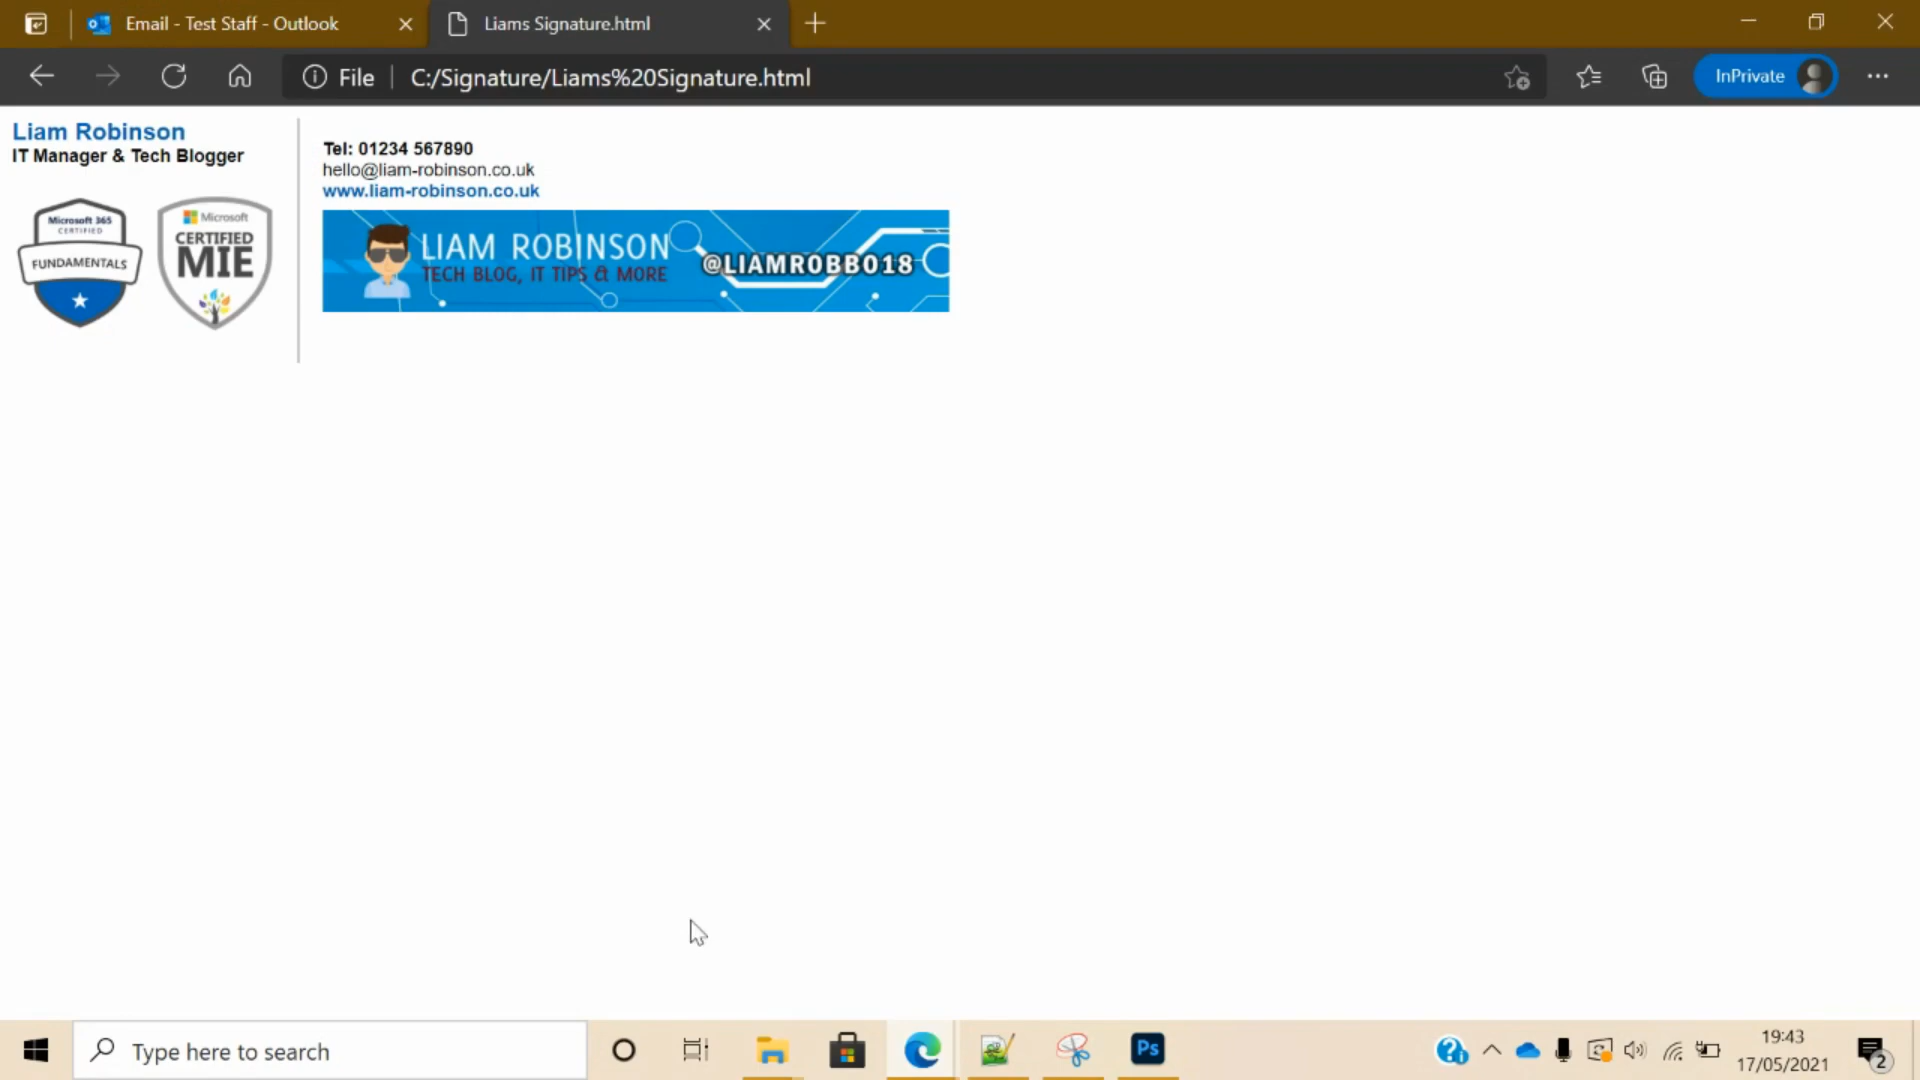 Email - Test Staff - Outlook
Liams Signature.html
File
C:/Signature/Liams%20Signature.html
InPrivate
Liam Robinson
IT Manager & Tech Blogger
Microsoft 365
CERTIFIED
FUNDAMENTALS
Microsoft
CERTIFIED
MIE
Tel: 01234 567890
hello@liam-robinson.co.uk
www.liam-robinson.co.uk
LIAM ROBINSON
TECH BLOG, IT TIPS & MORE
@LIAMROBBO18
Type here to search
Ps
19:43
17/05/2021
2